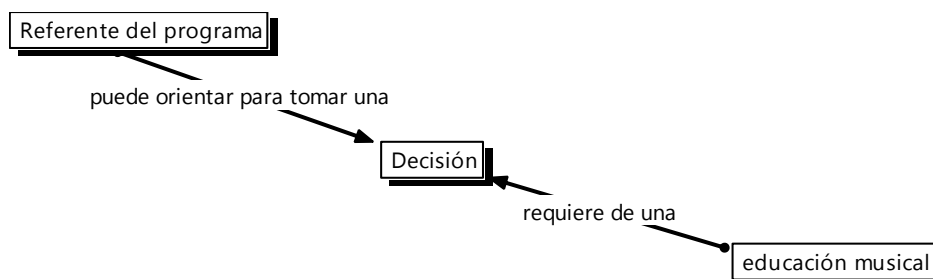 Referente del programa
puede orientar para tomar una
Decisión
requiere de una
educación musical